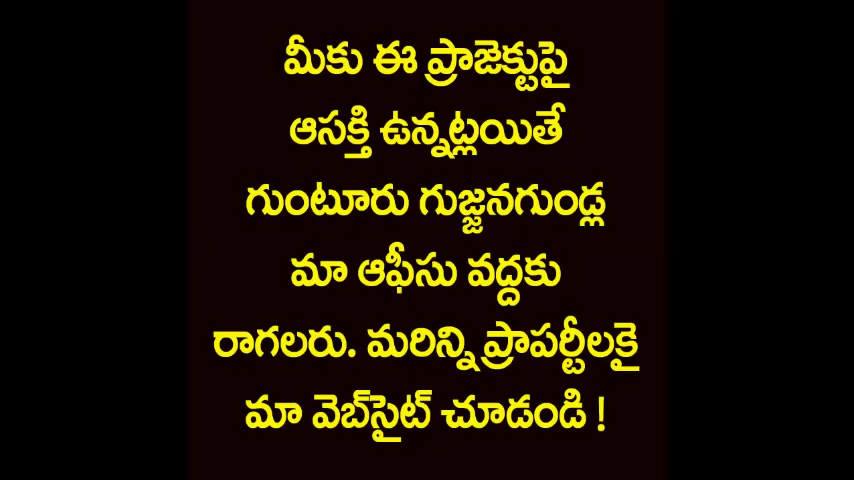 మీకు ఈ ప్రాజెక్టుపై
ఆసక్తి ఉన్నట్లయితే
గుంటూరు గుజ్జనగుండ్ల
మా ఆఫీసు వద్దకు
రాగలరు. మరిన్ని ప్రాపర్టీలకై
మా వెబ్‌సైట్ చూడండి !